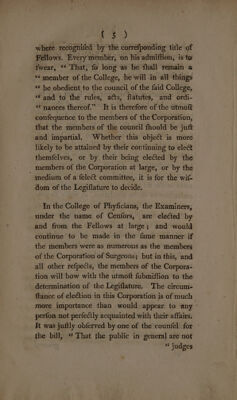 ( 5 )
where recognised by the corresponding title of
Fellows. Every member, on his admission, is to
swear, " That, so long as he shall remain a
" member of the College, he will in all things
" be obedient to the council of the said College,
" and to the rules, acts, statutes, and ordi-
" nances thereof." It is therefore of the utmost
consequence to the members of the Corporation,
that the members of the council should be just
and impartial. Whether this object is more
likely to be attained by their continuing to elect
themselves, or by their being elected by the
members of the Corporation at large, or by the
medium of a select committee, it is for the wis-
dom of the Legislature to decide.
In the College of Physicians, the Examiners,
under the name of Censors, are elected by
and from the Fellows at large; and would
continue to be made in the same manner if
the members were as numerous as the members
of the Corporation of Surgeons; but in this, and
all other respects, the members of the Corpora-
tion will bow with the utmost submission to the
determination of the Legislature. The circum-
stance of election in this Corporation is of much
more importance than would appear to any
person not perfectly acquainted with their affairs.
It was justly observed by one of the counsel for
the bill, " That the public in general are not
" judges